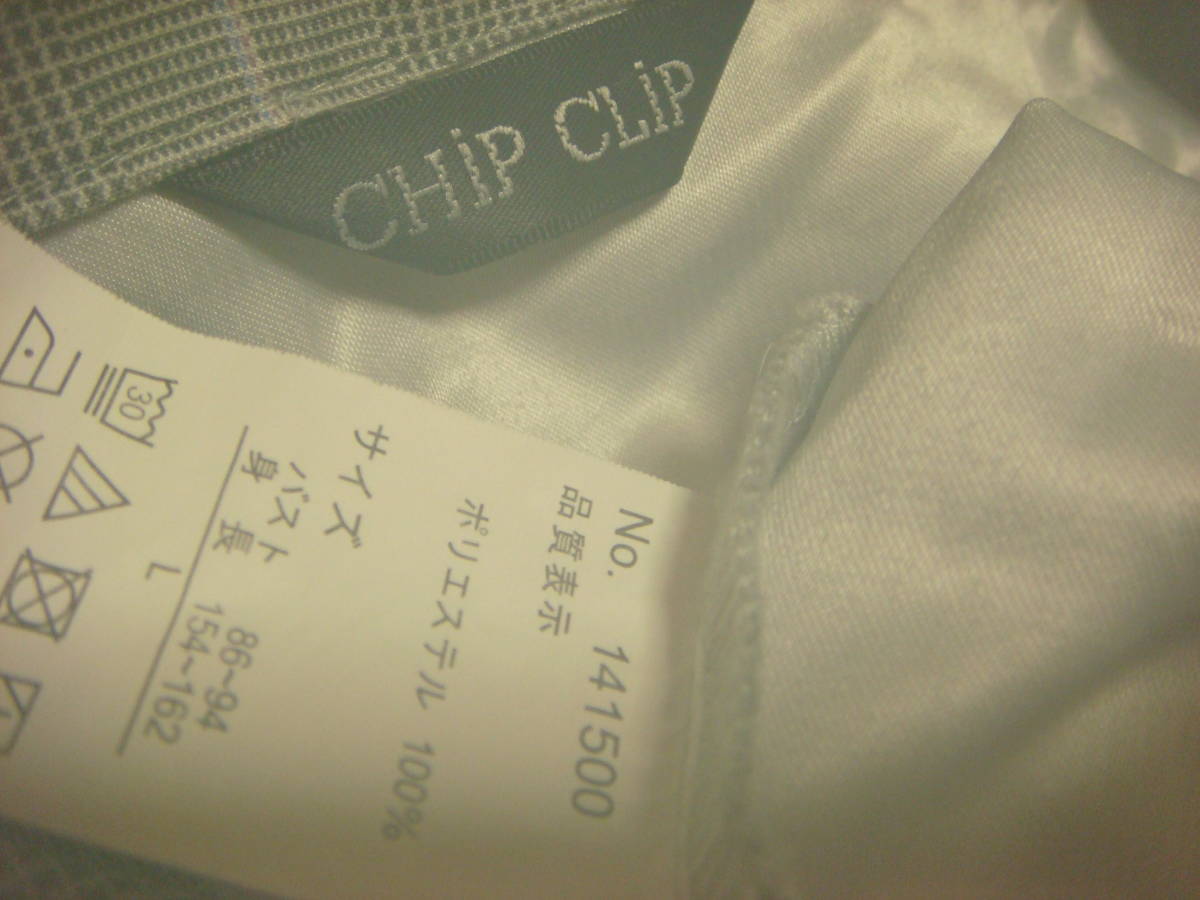 CHiP CLiP
No. 141500
品質表示
ポリエステル 100%
サイズ
バスト 86~94
身長 154~162
L
30